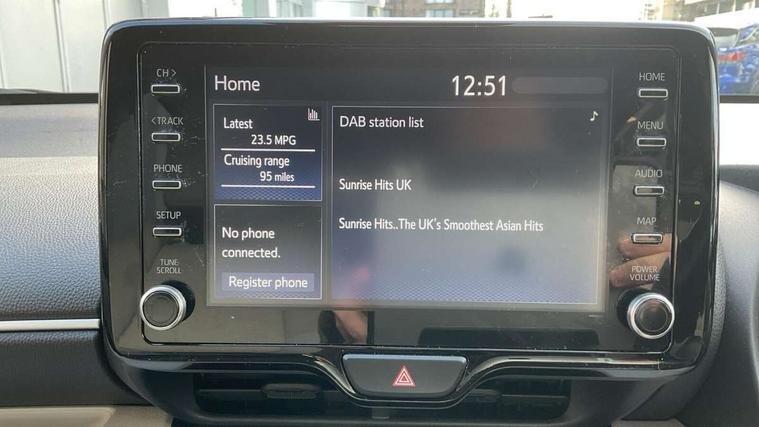 CH >
< TRACK
PHONE
SETUP
TUNE
SCROLL
Home
12:51
Latest
23.5 MPG
Cruising range
95 miles
No phone
connected.
Register phone
DAB station list
Sunrise Hits UK
Sunrise Hits..The UK's Smoothest Asian Hits
HOME
MENU
AUDIO
MAP
POWER
VOLUME